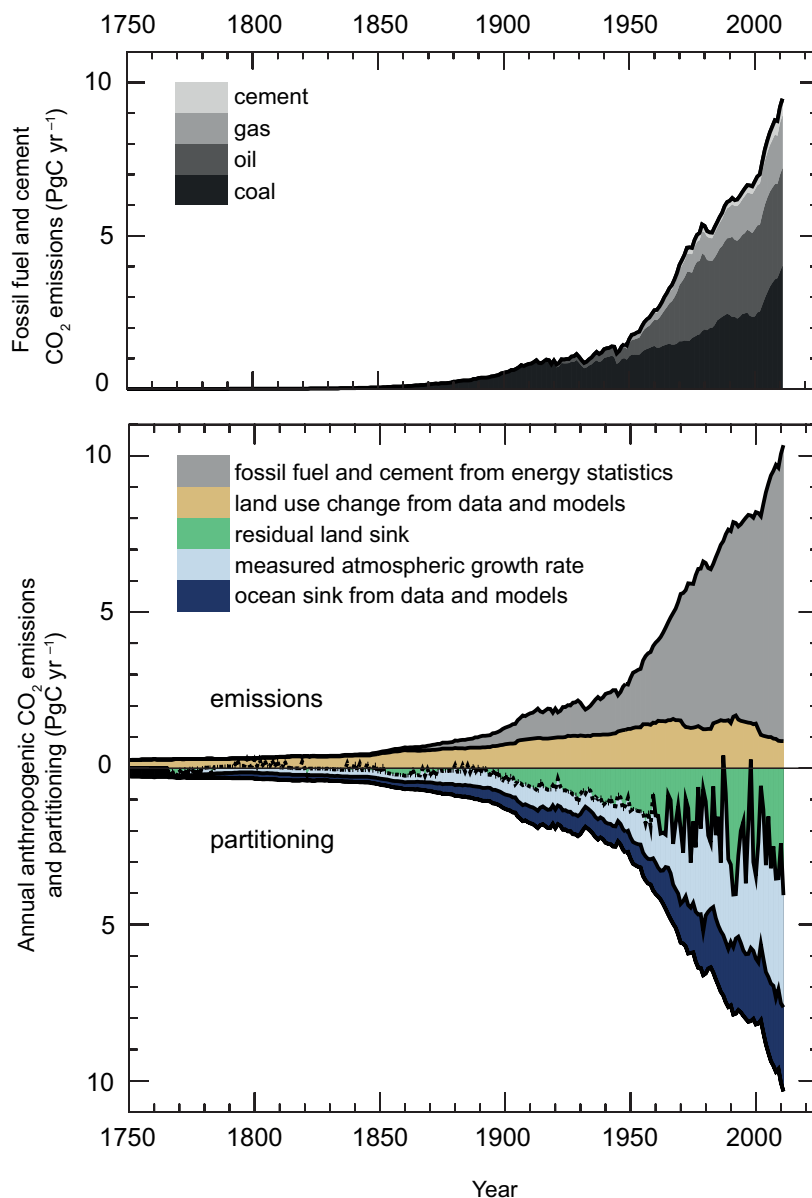 1750 1800 1850 1900 1950 2000
Fossil fuel and cement
CO₂ emissions (PgC yr⁻¹)
10
5
0
cement
gas
oil
coal
Annual anthropogenic CO₂ emissions
and partitioning (PgC yr⁻¹)
10
5
0
5
10
fossil fuel and cement from energy statistics
land use change from data and models
residual land sink
measured atmospheric growth rate
ocean sink from data and models
emissions
partitioning
1750 1800 1850 1900 1950 2000
Year